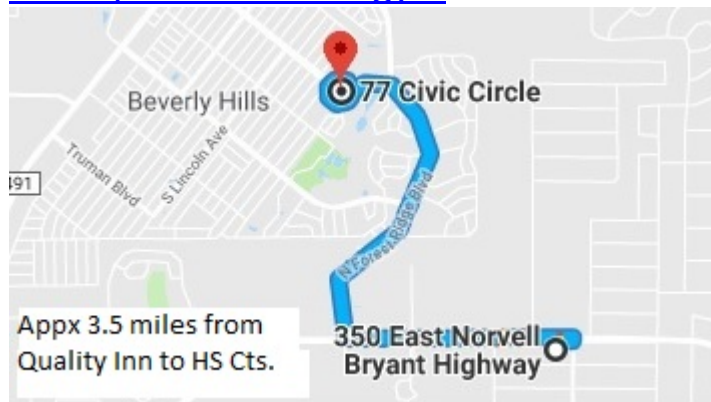 77 Civic Circle
Beverly Hills
S Lincoln Ave
Truman Blvd
491
N Forest Ridge Blvd
350 East Norvell
Bryant Highway
Appx 3.5 miles from
Quality Inn to HS Cts.